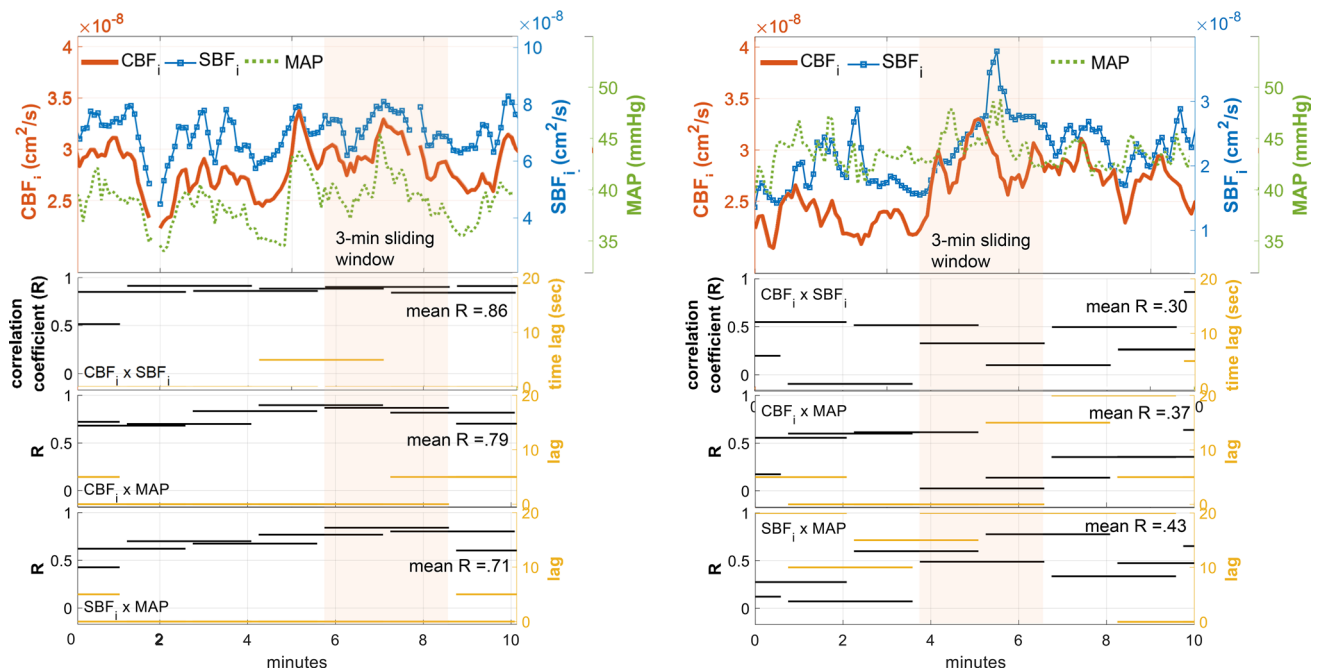 ×10⁻⁸
×10⁻⁸
4
3.5
3
2.5
10
8
6
4
50
45
40
35
CBFi (cm²/s)
SBFi (cm²/s)
MAP (mmHg)
CBFi SBFi MAP
3-min sliding
window
1
0.5
0
20
10
0
correlation
coefficient (R)
time lag (sec)
mean R =.86
CBFi x SBFi
1
0.5
0
20
10
0
R
lag
mean R =.79
CBFi x MAP
1
0.5
0
20
10
0
R
lag
mean R =.71
SBFi x MAP
0 2 4 6 8 10
minutes
×10⁻⁸
×10⁻⁸
4
3.5
3
2.5
3
2
1
50
45
40
35
CBFi (cm²/s)
SBFi (cm²/s)
MAP (mmHg)
CBFi SBFi MAP
3-min sliding
window
1
0.5
0
20
10
0
correlation
coefficient (R)
time lag (sec)
CBFi x SBFi
mean R =.30
0 0
1
0.5
0
20
10
0
R
lag
CBFi x MAP
mean R =.37
1
0.5
0
20
10
0
R
lag
SBFi x MAP
mean R =.43
0 2 4 6 8 10
minutes